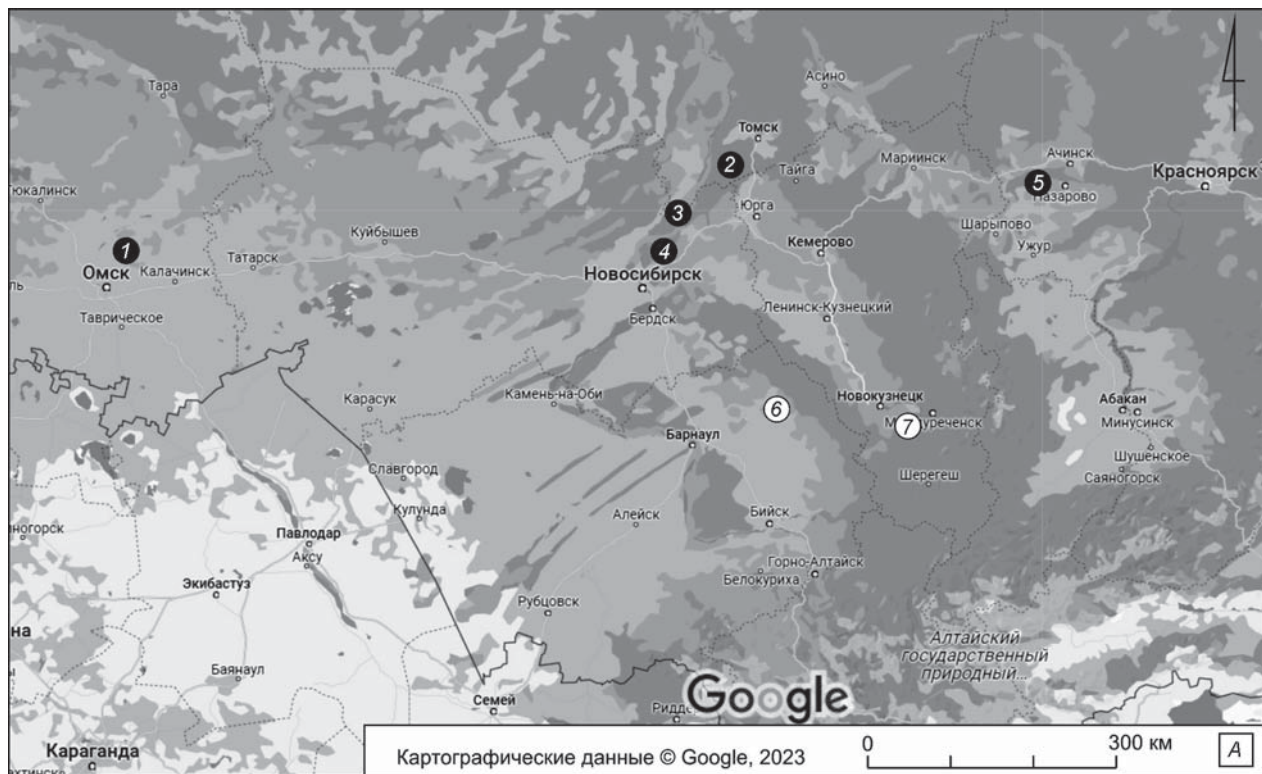 Тара
Асино
Томск
2
Тайга
Мариинск
Ачинск
Красноярск
5
Назарово
Тюкалинск
3
Юрга
Шарыпово
Ужур
1
Куйбышев
4
Кемерово
Омск
Калачинск
Татарск
Новосибирск
Бердск
Ленинск-Кузнецкий
Таврическое
Карасук
Камень-на-Оби
6
Новокузнецк
7
Абакан
Минусинск
Барнаул
Шушенское
Саяногорск
Славгород
Шерегеш
Кулунда
Алейск
Бийск
Павлодар
Аксу
Горно-Алтайск
Белокуриха
Экибастуз
Рубцовск
Алтайский
государственный
природный...
Баянаул
Семей
Google
Караганда
Картографические данные © Google, 2023
0
300 км
A